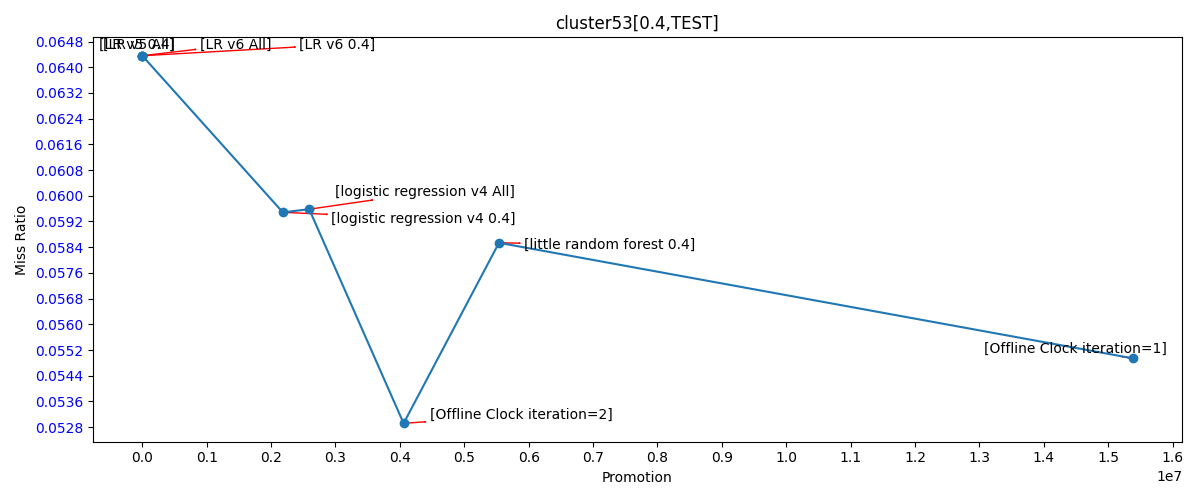 cluster53[0.4,TEST]
[LR v5 All]
[LR v5 0.4]
[LR v6 All]
[LR v6 0.4]
[logistic regression v4 All]
[logistic regression v4 0.4]
[little random forest 0.4]
[Offline Clock iteration=1]
[Offline Clock iteration=2]
Miss Ratio
0.0648
0.0640
0.0632
0.0624
0.0616
0.0608
0.0600
0.0592
0.0584
0.0576
0.0568
0.0560
0.0552
0.0544
0.0536
0.0528
0.0 0.1 0.2 0.3 0.4 0.5 0.6 0.7 0.8 0.9 1.0 1.1 1.2 1.3 1.4 1.5 1.6
1e7
Promotion